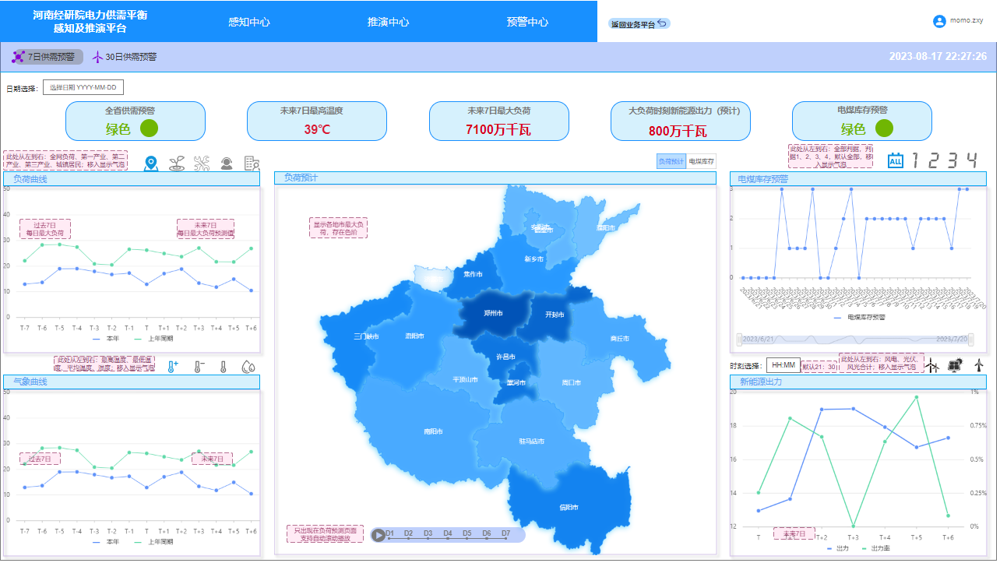 河南经研院电力供需平衡
感知及推演平台
感知中心
推演中心
预警中心
返回业务平台
momo.zxy
7日供需预警
30日供需预警
2023-08-17 22:27:26
日期选择:
选择日期 YYYY-MM-DD
全省供需预警
绿色
未来7日最高温度
39℃
未来7日最大负荷
7100万千瓦
大负荷时刻新能源出力（预计）
800万千瓦
电煤库存预警
绿色
此处从左到右：全网负荷、第一产业、第二
产业、第三产业，城镇居民；移入显示气泡
负荷曲线
50
40
30
20
10
0
过去7日
每日最大负荷
未来7日
每日最大负荷预测值
T-7 T-6 T-5 T-4 T-3 T-2 T-1 T T+1 T+2 T+3 T+4 T+5 T+6
本年 上年同期
此处从左到右：最高温度、最低温
度、平均温度、湿度；移入显示气泡
气象曲线
50
40
30
20
10
0
过去7日
未来7日
T-7 T-6 T-5 T-4 T-3 T-2 T-1 T T+1 T+2 T+3 T+4 T+5 T+6
本年 上年同期
负荷预计 电煤库存
负荷预计
显示各地市最大负
荷，存在色阶
安阳市
濮阳市
新乡市
焦作市
郑州市
开封市
三门峡市
洛阳市
商丘市
许昌市
平顶山市
漯河市
周口市
南阳市
驻马店市
信阳市
只出现在负荷预测页面
支持自动滚动播放
D1 D2 D3 D4 D5 D6 D7
此处从左到右：全部判据，判
据1、2、3、4，默认全部，移
入显示气泡
ALL 1 2 3 4
电煤库存预警
3
2
1
0
电煤库存预警
2023/6/21
2023/7/20
时刻选择:
HH:MM
默认21：30
此处从左到右：风电、光伏、
风光合计；移入显示气泡
新能源出力
20
18
16
14
12
1%
0.75%
0.5%
0.25%
0%
未来7日
T T+2 T+3 T+4 T+5 T+6
出力 出力率